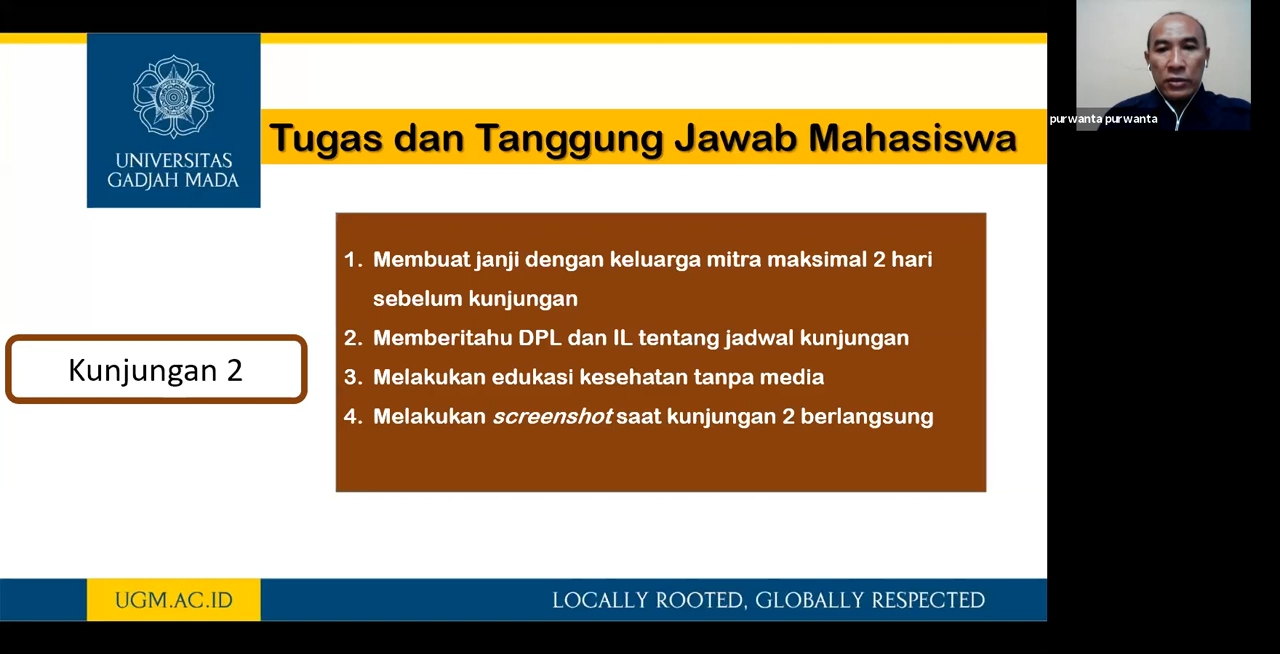 UNIVERSITAS
GADJAH MADA
Tugas dan Tanggung Jawab Mahasiswa
purwanta purwanta
Kunjungan 2
1. Membuat janji dengan keluarga mitra maksimal 2 hari
sebelum kunjungan
2. Memberitahu DPL dan IL tentang jadwal kunjungan
3. Melakukan edukasi kesehatan tanpa media
4. Melakukan screenshot saat kunjungan 2 berlangsung
UGM.AC.ID
LOCALLY ROOTED, GLOBALLY RESPECTED